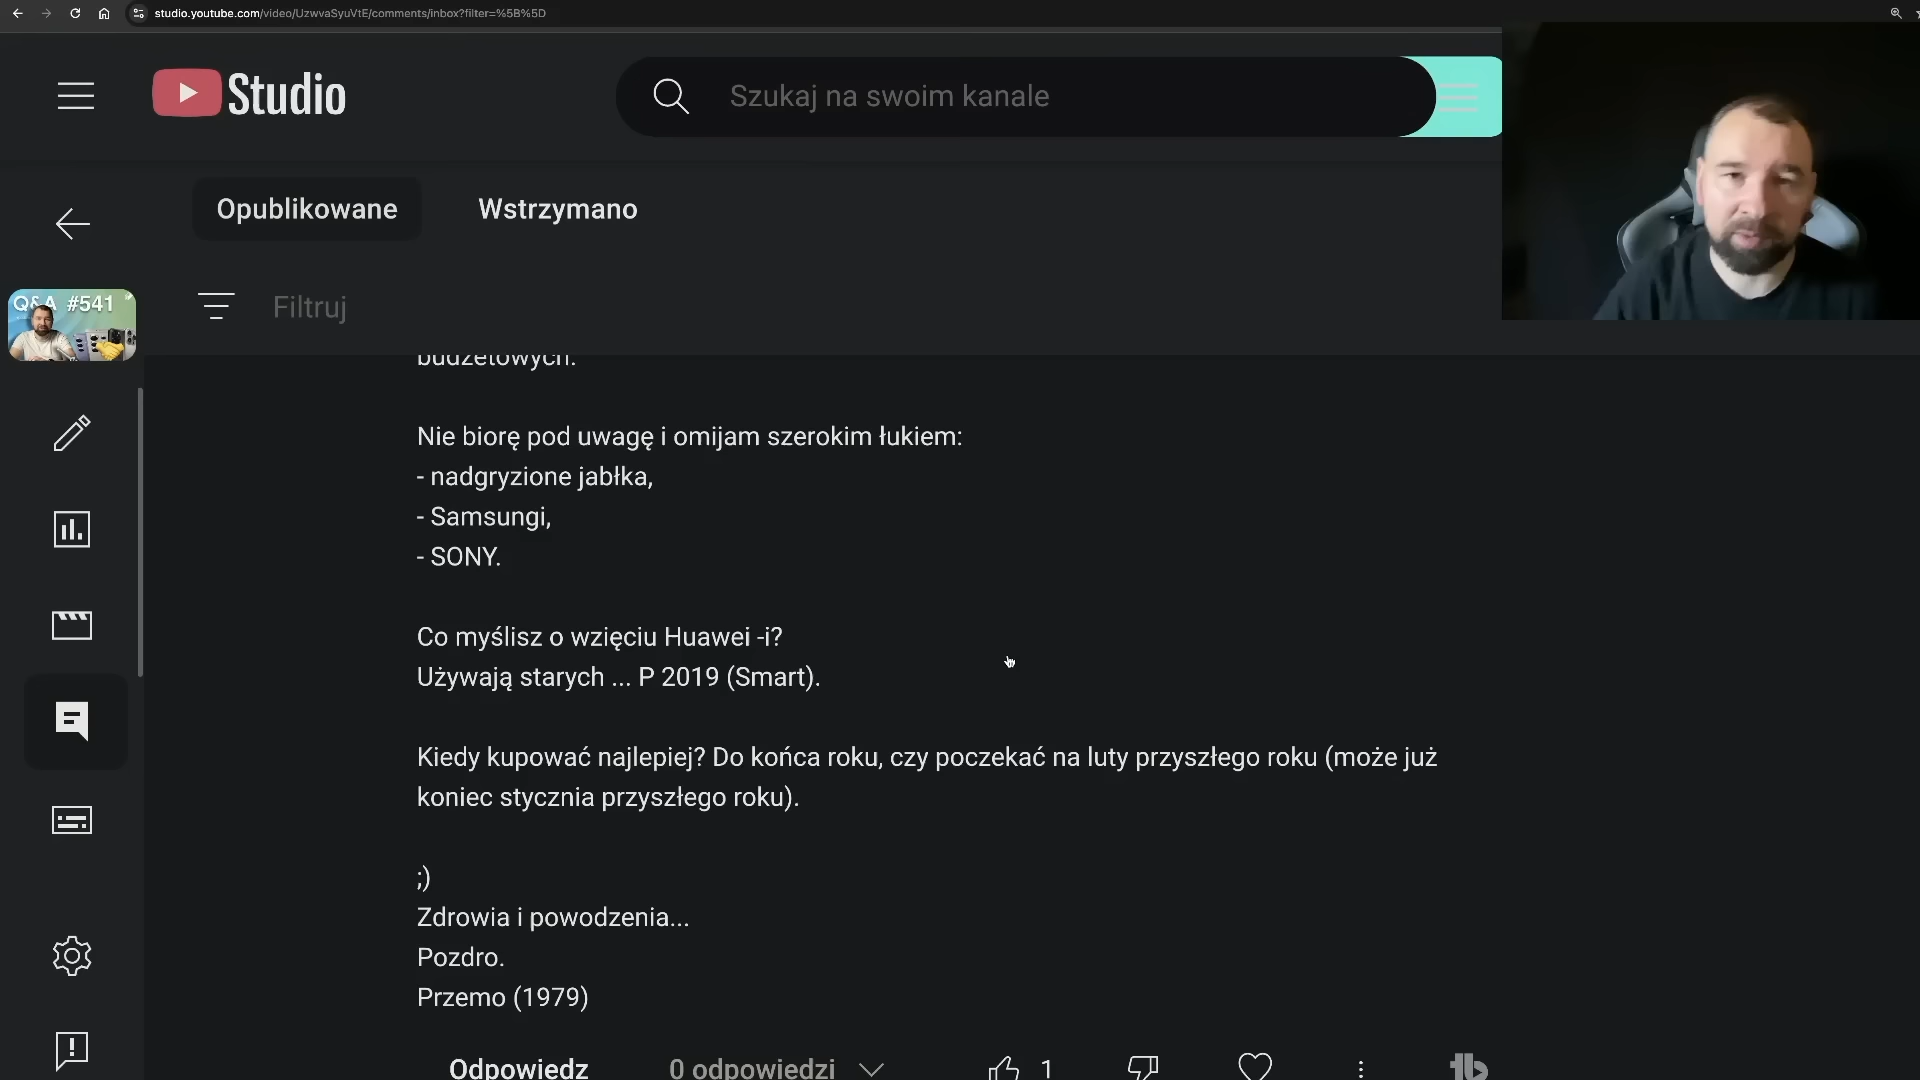 studio.youtube.com/video/UzwvaSyuVtE/comments/inbox?filter=%5B%5D
Studio
Szukaj na swoim kanale
Opublikowane
Wstrzymano
Q&A #541
Filtruj
budżetowych.
Nie biorę pod uwagę i omijam szerokim łukiem:
- nadgryzione jabłka,
- Samsungi,
- SONY.
Co myślisz o wzięciu Huawei -i?
Używają starych ... P 2019 (Smart).
Kiedy kupować najlepiej? Do końca roku, czy poczekać na luty przyszłego roku (może już
koniec stycznia przyszłego roku).
;)
Zdrowia i powodzenia...
Pozdro.
Przemo (1979)
Odpowiedz
0 odpowiedzi
1